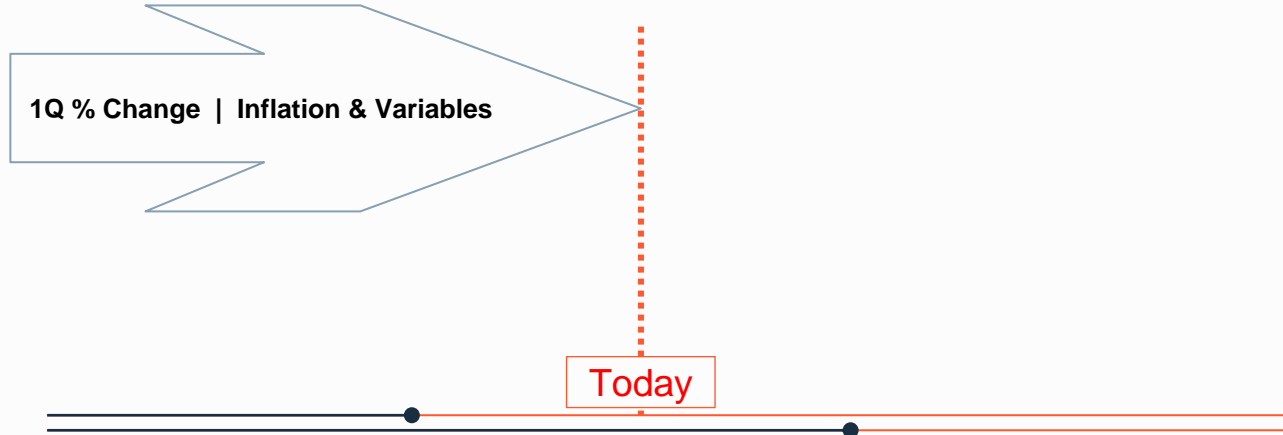 1Q % Change | Inflation & Variables
Today